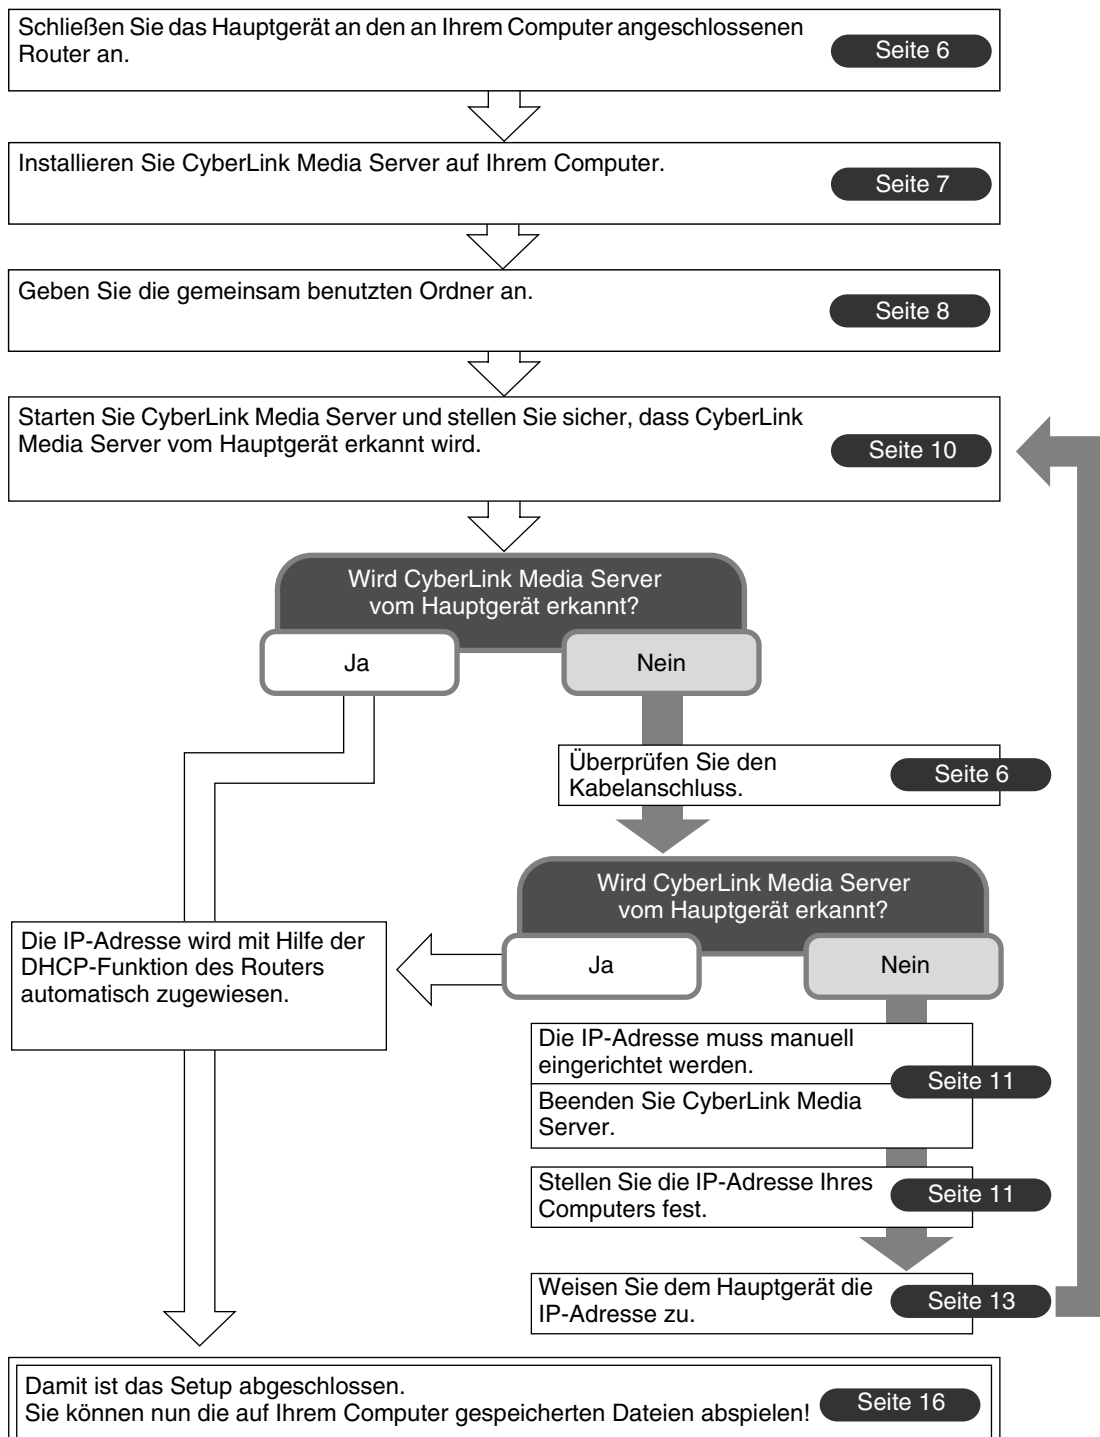 Schließen Sie das Hauptgerät an den an Ihrem Computer angeschlossenen
Router an.
Seite 6
Installieren Sie CyberLink Media Server auf Ihrem Computer.
Seite 7
Geben Sie die gemeinsam benutzten Ordner an.
Seite 8
Starten Sie CyberLink Media Server und stellen Sie sicher, dass CyberLink
Media Server vom Hauptgerät erkannt wird.
Seite 10
Wird CyberLink Media Server
vom Hauptgerät erkannt?
Ja
Nein
Überprüfen Sie den
Kabelanschluss.
Seite 6
Wird CyberLink Media Server
vom Hauptgerät erkannt?
Ja
Nein
Die IP-Adresse wird mit Hilfe der
DHCP-Funktion des Routers
automatisch zugewiesen.
Die IP-Adresse muss manuell
eingerichtet werden.
Seite 11
Beenden Sie CyberLink Media
Server.
Stellen Sie die IP-Adresse Ihres
Computers fest.
Seite 11
Weisen Sie dem Hauptgerät die
IP-Adresse zu.
Seite 13
Damit ist das Setup abgeschlossen.
Sie können nun die auf Ihrem Computer gespeicherten Dateien abspielen!
Seite 16